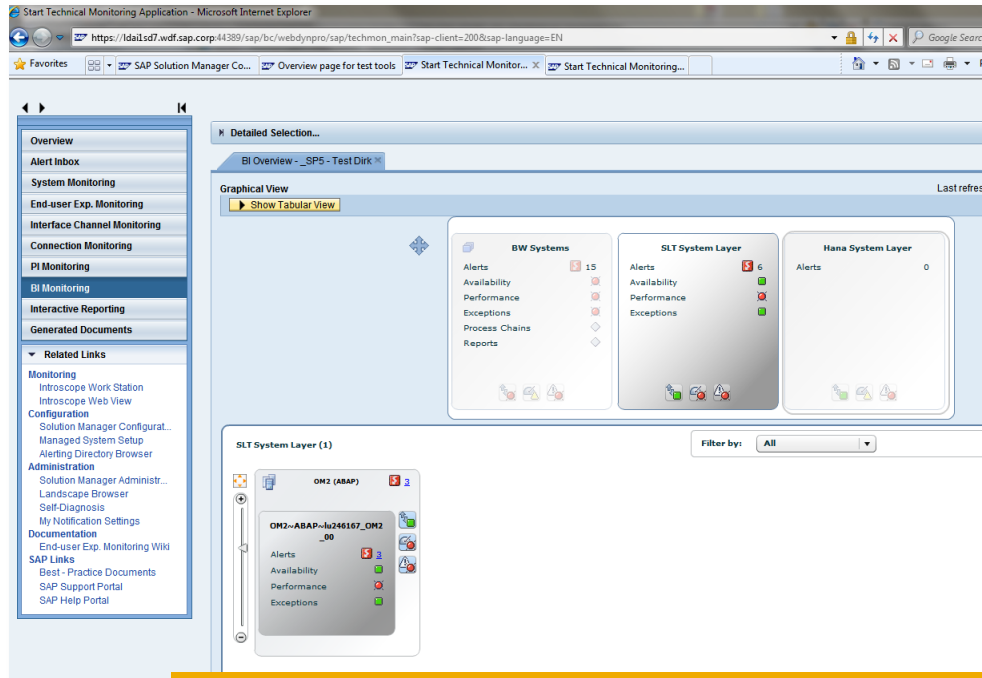 Start Technical Monitoring Application - Microsoft Internet Explorer
https://ldai1sd7.wdf.sap.corp:44389/sap/bc/webdynpro/sap/techmon_main?sap-client=200&sap-language=EN
Google Searc
Favorites
SAP Solution Manager Co...
Overview page for test tools
Start Technical Monitor...
Start Technical Monitoring...
Detailed Selection...
BI Overview - _SP5 - Test Dirk
Graphical View
Last refres
Show Tabular View
Overview
Alert Inbox
System Monitoring
End-user Exp. Monitoring
Interface Channel Monitoring
Connection Monitoring
PI Monitoring
BI Monitoring
Interactive Reporting
Generated Documents
Related Links
Monitoring
Introscope Work Station
Introscope Web View
Configuration
Solution Manager Configurat...
Managed System Setup
Alerting Directory Browser
Administration
Solution Manager Administr...
Landscape Browser
Self-Diagnosis
My Notification Settings
Documentation
End-user Exp. Monitoring Wiki
SAP Links
Best - Practice Documents
SAP Support Portal
SAP Help Portal
BW Systems
Alerts 15
Availability
Performance
Exceptions
Process Chains
Reports
SLT System Layer
Alerts 6
Availability
Performance
Exceptions
Hana System Layer
Alerts 0
SLT System Layer (1)
Filter by: All
OM2 (ABAP) 3
OM2~ABAP~lu246167_OM2
_00
Alerts 3
Availability
Performance
Exceptions